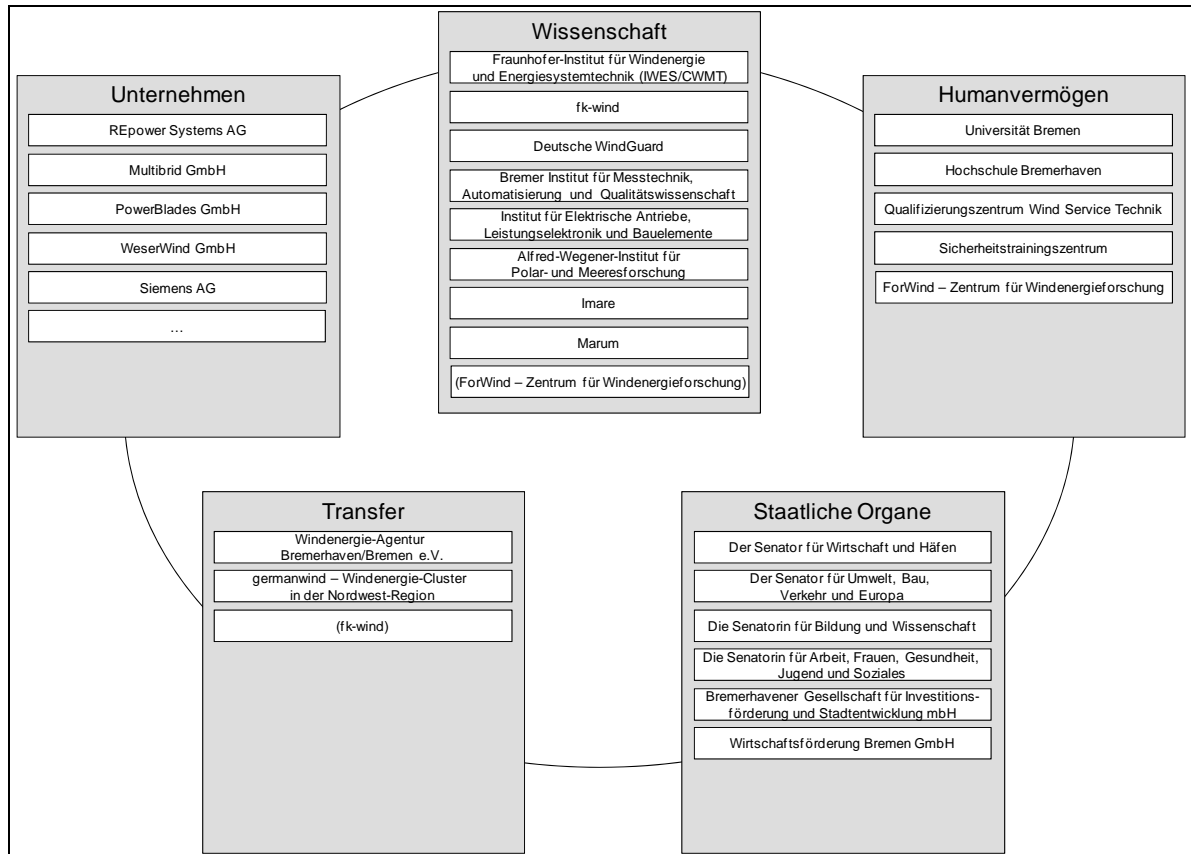 Wissenschaft
Fraunhofer-Institut für Windenergie
und Energiesystemtechnik (IWES/CWMT)
fk-wind
Deutsche WindGuard
Bremer Institut für Messtechnik,
Automatisierung und Qualitätswissenschaft
Institut für Elektrische Antriebe,
Leistungselektronik und Bauelemente
Alfred-Wegener-Institut für
Polar- und Meeresforschung
Imare
Marum
(ForWind – Zentrum für Windenergieforschung)
Unternehmen
REpower Systems AG
Multibrid GmbH
PowerBlades GmbH
WeserWind GmbH
Siemens AG
…
Humanvermögen
Universität Bremen
Hochschule Bremerhaven
Qualifizierungszentrum Wind Service Technik
Sicherheitstrainingszentrum
ForWind – Zentrum für Windenergieforschung
Transfer
Windenergie-Agentur
Bremerhaven/Bremen e.V.
germanwind – Windenergie-Cluster
in der Nordwest-Region
(fk-wind)
Staatliche Organe
Der Senator für Wirtschaft und Häfen
Der Senator für Umwelt, Bau,
Verkehr und Europa
Die Senatorin für Bildung und Wissenschaft
Die Senatorin für Arbeit, Frauen, Gesundheit,
Jugend und Soziales
Bremerhavener Gesellschaft für Investitions-
förderung und Stadtentwicklung mbH
Wirtschaftsförderung Bremen GmbH